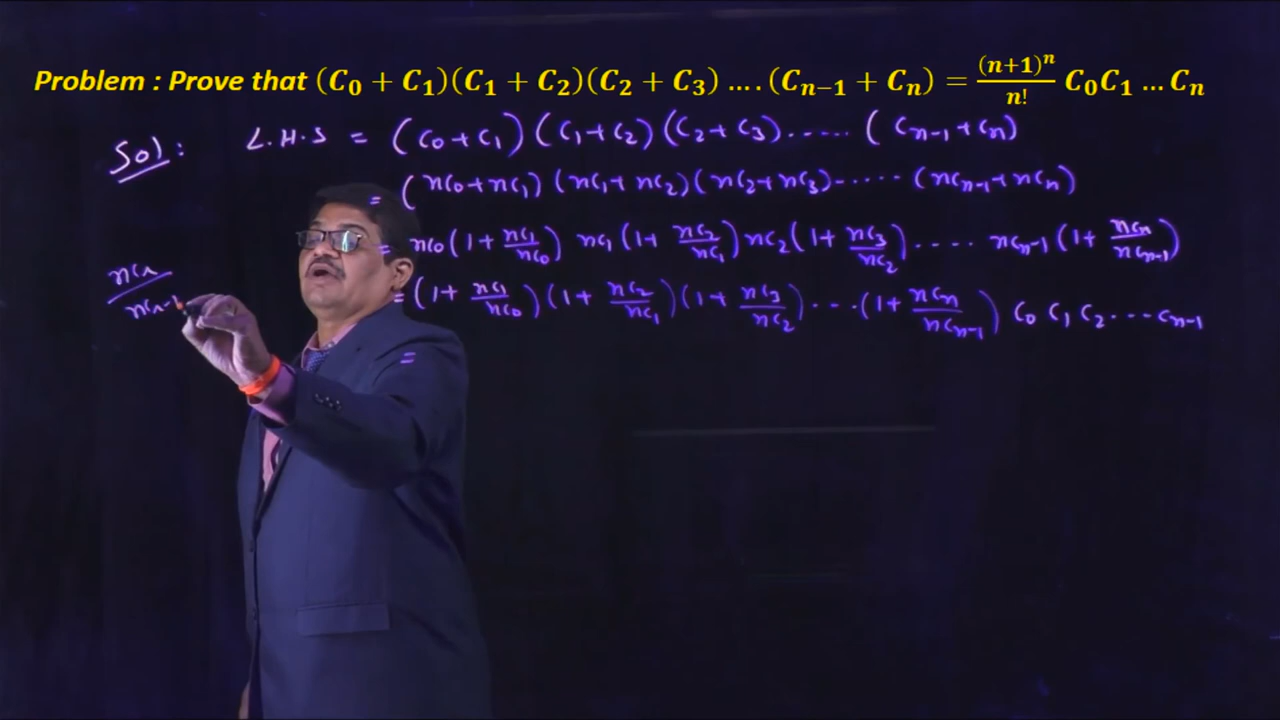 Problem : Prove that (C₀ + C₁)(C₁ + C₂)(C₂ + C₃) .... (Cₙ₋₁ + Cₙ) = (n+1)ⁿ/n! C₀C₁ ... Cₙ
Sol : L.H.S = (C₀+C₁) (C₁+C₂) (C₂+C₃)...... (Cₙ₋₁+Cₙ)
= (nC₀+nC₁) (nC₁+nC₂) (nC₂+nC₃)-..... (nCₙ₋₁+nCₙ)
= nC₀(1+ nC₁/nC₀) nC₁(1+ nC₂/nC₁) nC₂(1+ nC₃/nC₂) ..... nCₙ₋₁(1+ nCₙ/nCₙ₋₁)
= (1+ nC₁/nC₀)(1+ nC₂/nC₁)(1+ nC₃/nC₂)...(1+ nCₙ/nCₙ₋₁) C₀ C₁ C₂...Cₙ₋₁
nCᵣ/nCᵣ₋₁
=